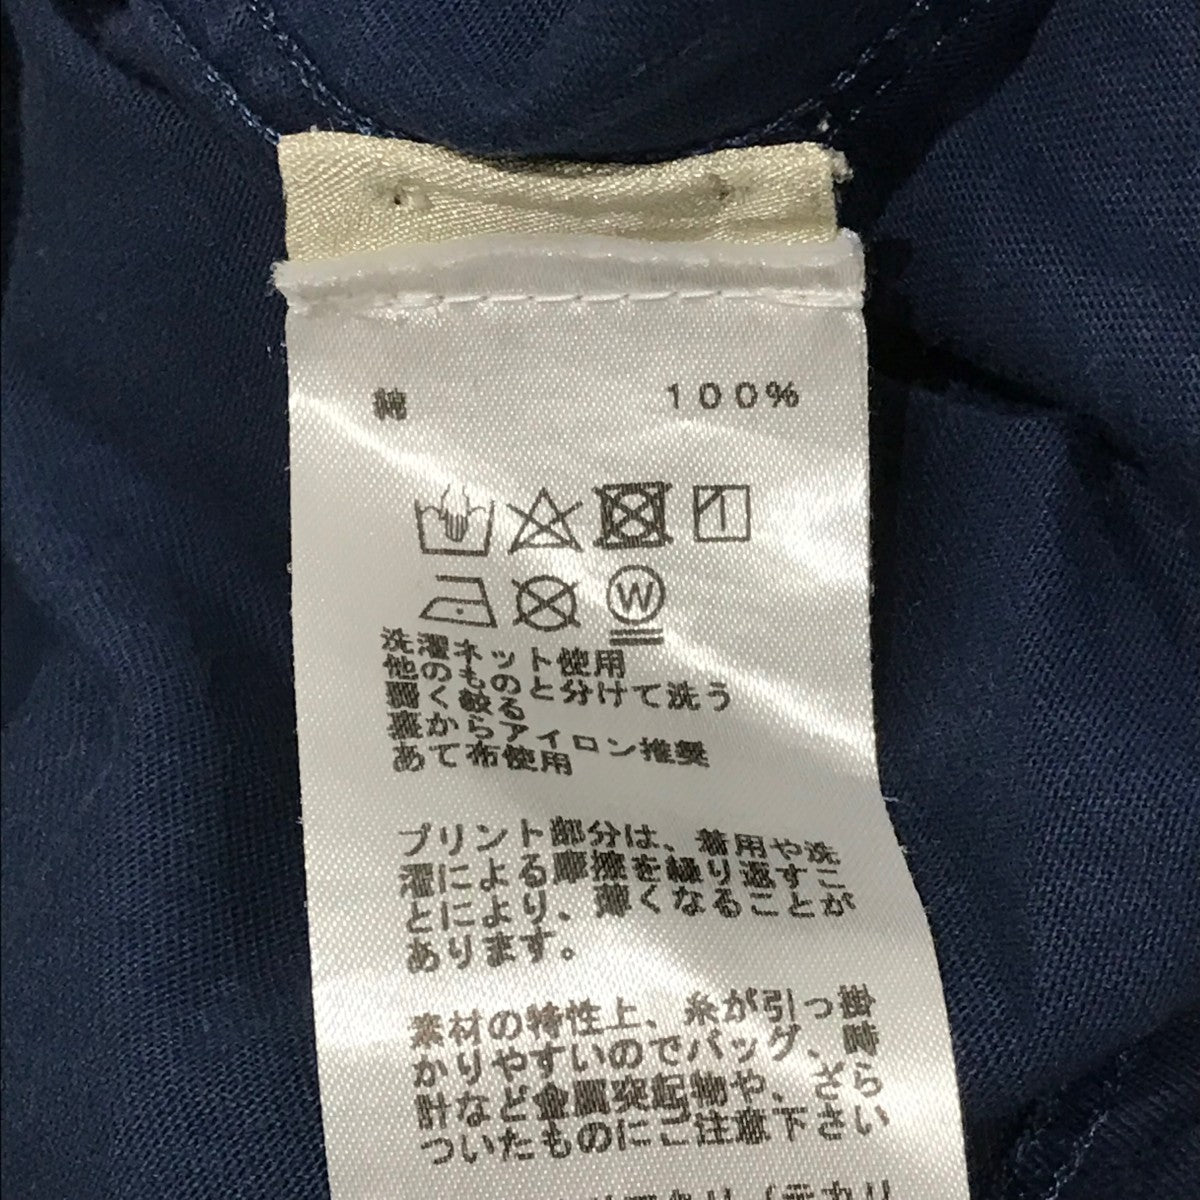 綿 100%
W
洗濯ネット使用
他のものと分けて洗う
弱く絞る
裏からアイロン推奨
あて布使用
プリント部分は、着用や洗
濯による摩擦を繰り返すこ
とにより、薄くなることが
あります。
素材の特性上、糸が引っ掛
かりやすいのでバッグ、時
計など金属突起物や、ざら
ついたものにご注意下さい